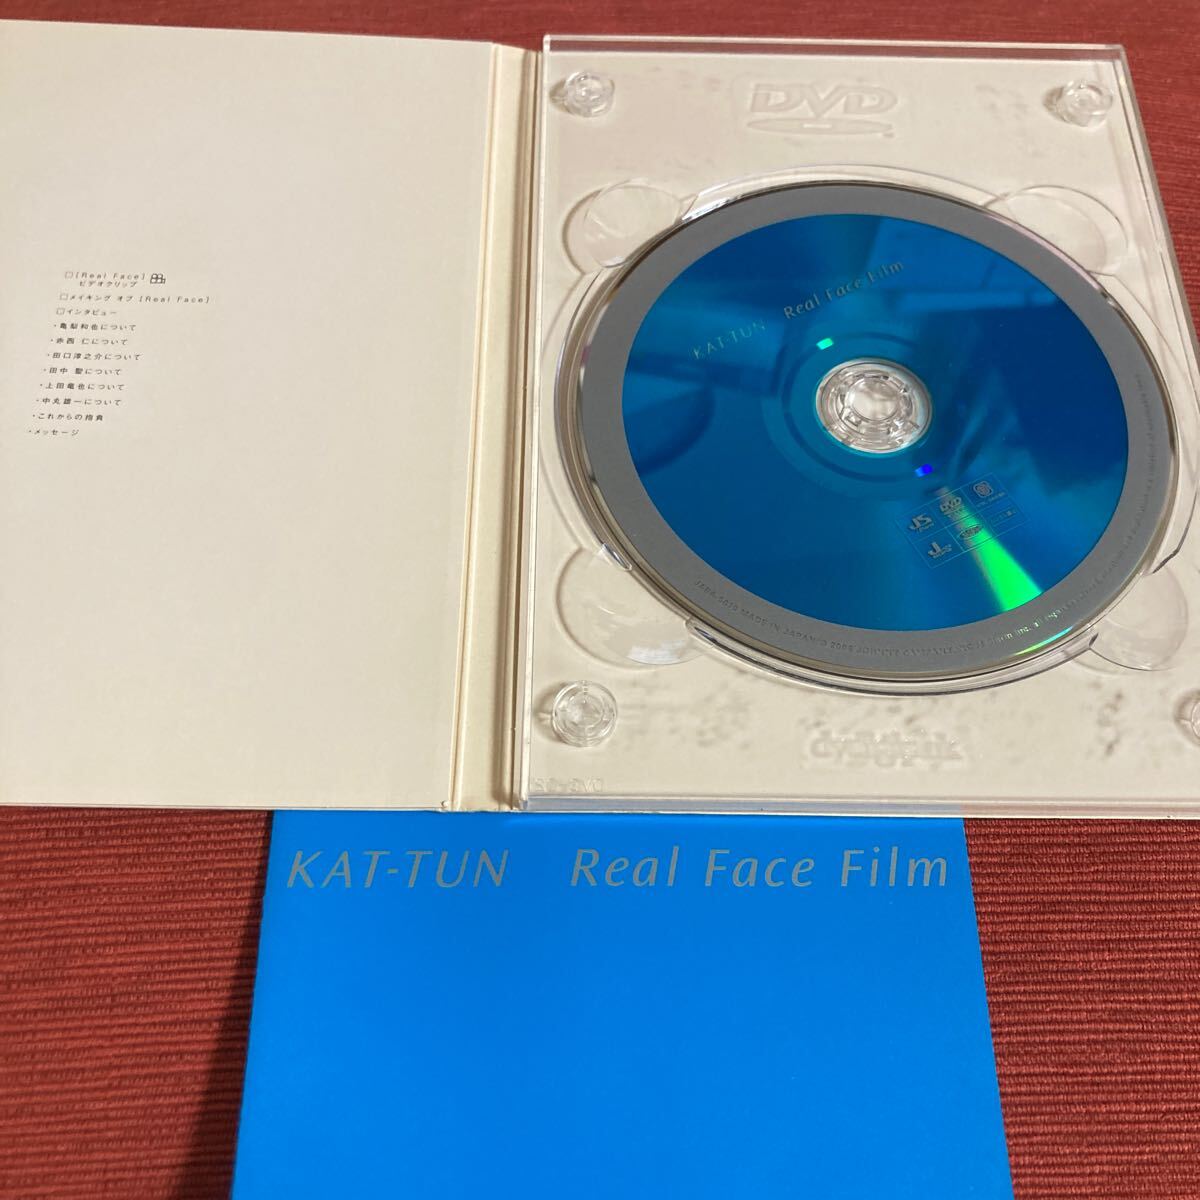 □[Real Face]
ビデオクリップ
□メイキング オブ [Real Face]
□インタビュー
・亀梨和也について
・赤西 仁について
・田口淳之介について
・田中 聖について
・上田竜也について
・中丸雄一について
・これからの抱負
・メッセージ
DVD
KAT-TUN Real Face Film
JS
DVD
J
MADE IN JAPAN
KAT-TUN Real Face Film